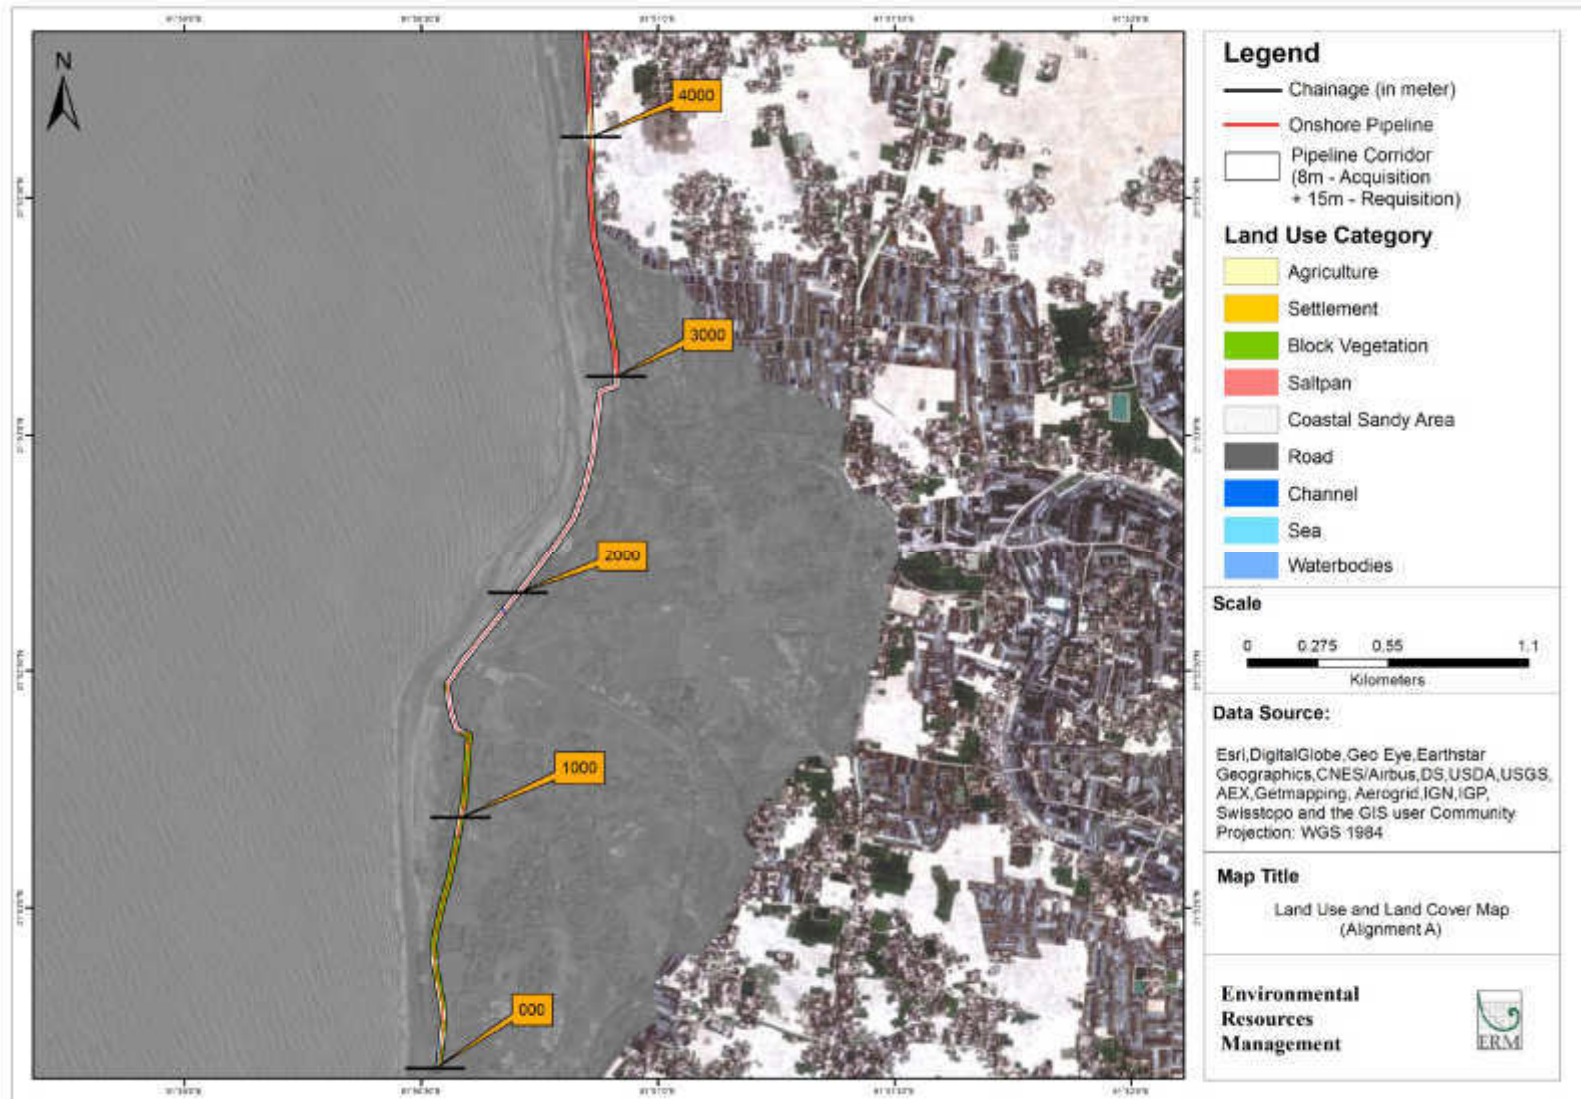 N
4000
3000
2000
1000
000
Legend
Chainage (in meter)
Onshore Pipeline
Pipeline Corridor
(8m - Acquisition
+ 15m - Requisition)
Land Use Category
Agriculture
Settlement
Block Vegetation
Saltpan
Coastal Sandy Area
Road
Channel
Sea
Waterbodies
Scale
0 0.275 0.55 1.1
Kilometers
Data Source:
Esri,DigitalGlobe,Geo Eye,Earthstar
Geographics,CNES/Airbus,DS,USDA,USGS,
AEX,Getmapping, Aerogrid,IGN,IGP,
Swisstopo and the GIS user Community
Projection: WGS 1984
Map Title
Land Use and Land Cover Map
(Alignment A)
Environmental
Resources
Management
ERM